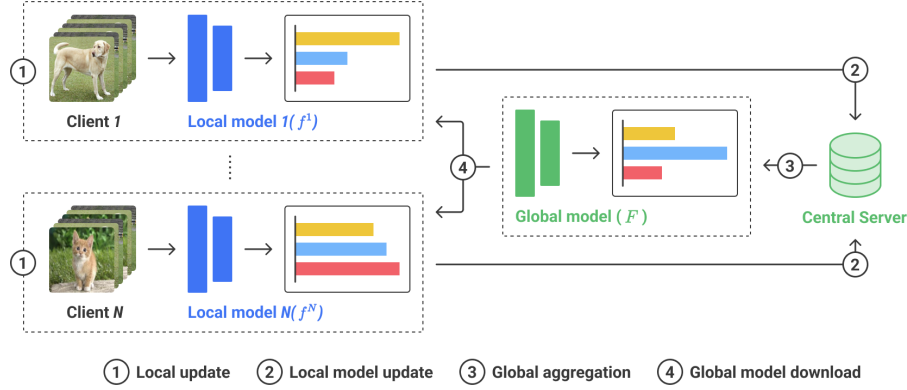 1
Client 1
Local model 1(f¹)
2
4
Global model ( F )
3
Central Server
1
Client N
Local model N(f^N)
2
1 Local update 2 Local model update 3 Global aggregation 4 Global model download